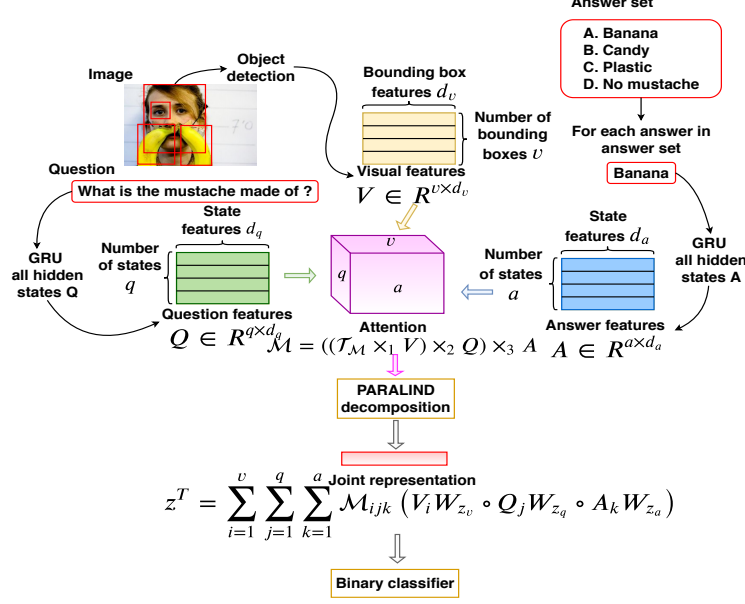 Answer set
A. Banana
B. Candy
C. Plastic
D. No mustache
Image
Object
detection
Bounding box
features d_v
Number of
bounding
boxes v
Visual features
V ∈ R^{v×d_v}
For each answer in
answer set
Banana
Question
What is the mustache made of ?
GRU
all hidden
states Q
State
features d_q
Number
of states
q
Question features
Q ∈ R^{q×d_q}
v
q
a
Attention
ℳ = ((𝒯_ℳ ×_1 V) ×_2 Q) ×_3 A
State
features d_a
Number
of states
a
Answer features
A ∈ R^{a×d_a}
GRU
all hidden
states A
PARALIND
decomposition
Joint representation
z^T = ∑_{i=1}^{v} ∑_{j=1}^{q} ∑_{k=1}^{a} ℳ_{ijk} (V_i W_{z_v} ∘ Q_j W_{z_q} ∘ A_k W_{z_a})
Binary classifier